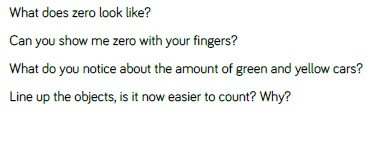 What does zero look like?
Can you show me zero with your fingers?
What do you notice about the amount of green and yellow cars?
Line up the objects, is it now easier to count? Why?